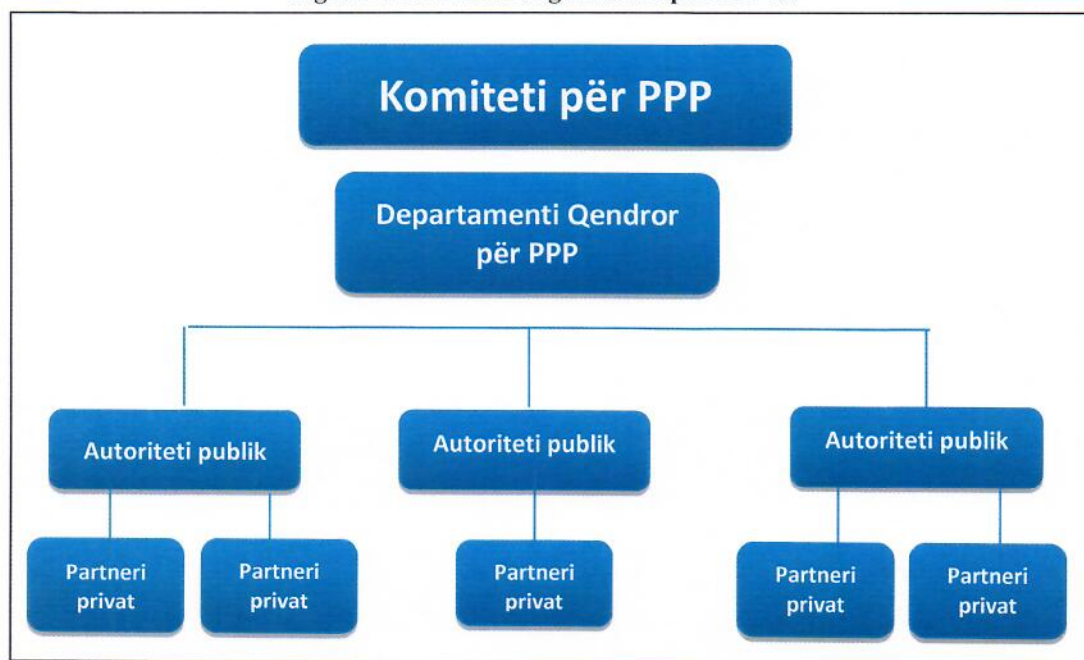 Komiteti për PPP
Departamenti Qendror
për PPP
Autoriteti publik
Autoriteti publik
Autoriteti publik
Partneri
privat
Partneri
privat
Partneri
privat
Partneri
privat
Partneri
privat